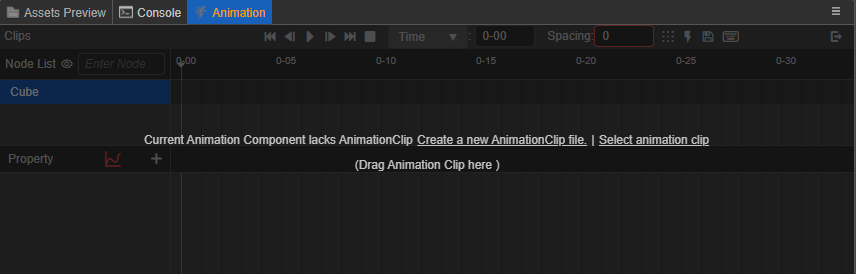 Assets Preview Console Animation
Clips Time : 0-00 Spacing: 0
Node List Enter Node... 0-00 0-05 0-10 0-15 0-20 0-25 0-30
Cube
Current Animation Component lacks AnimationClip Create a new AnimationClip file. | Select animation clip
Property
(Drag Animation Clip here )